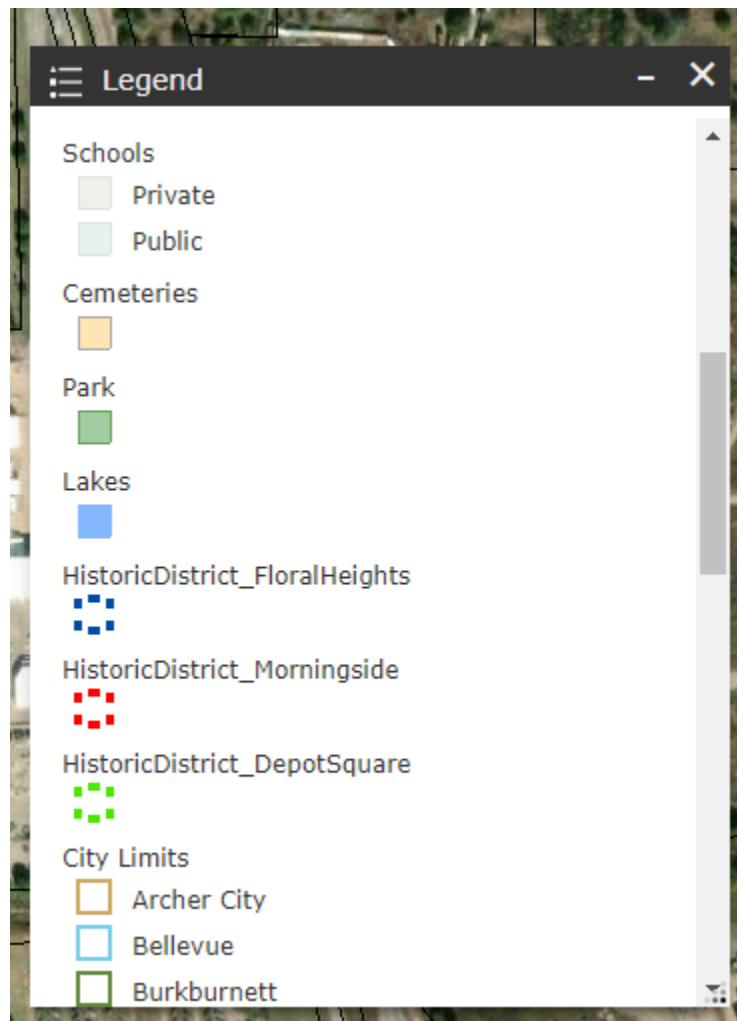 Legend
Schools
Private
Public
Cemeteries
Park
Lakes
HistoricDistrict_FloralHeights
HistoricDistrict_Morningside
HistoricDistrict_DepotSquare
City Limits
Archer City
Bellevue
Burkburnett